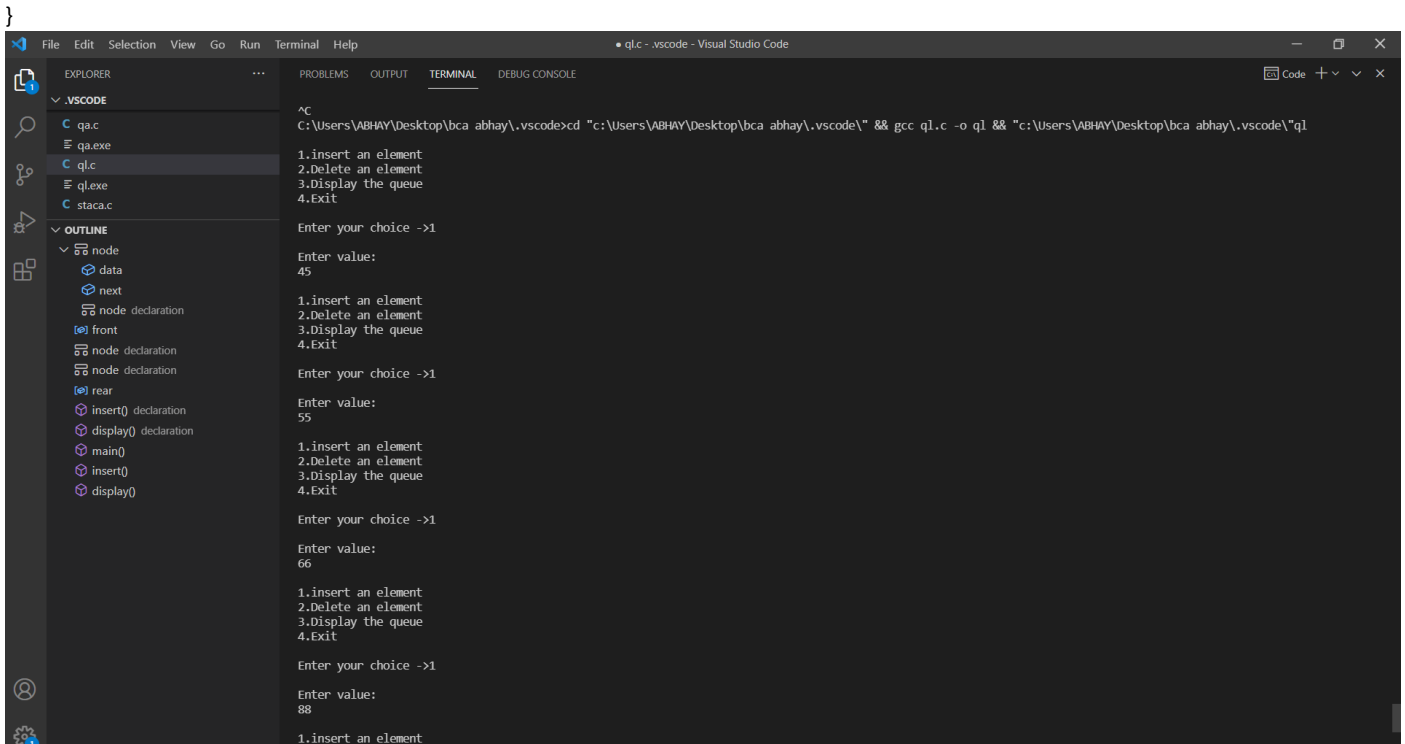 }
File Edit Selection View Go Run Terminal Help
● ql.c - .vscode - Visual Studio Code
EXPLORER
...
.VSCODE
C qa.c
qa.exe
C ql.c
ql.exe
C staca.c
OUTLINE
node
data
next
node declaration
front
node declaration
node declaration
rear
insert() declaration
display() declaration
main()
insert()
display()
1
1
PROBLEMS OUTPUT TERMINAL DEBUG CONSOLE
Code
^C
C:\Users\ABHAY\Desktop\bca abhay\.vscode>cd "c:\Users\ABHAY\Desktop\bca abhay\.vscode\" && gcc ql.c -o ql && "c:\Users\ABHAY\Desktop\bca abhay\.vscode\"ql
1.insert an element
2.Delete an element
3.Display the queue
4.Exit
Enter your choice ->1
Enter value:
45
1.insert an element
2.Delete an element
3.Display the queue
4.Exit
Enter your choice ->1
Enter value:
55
1.insert an element
2.Delete an element
3.Display the queue
4.Exit
Enter your choice ->1
Enter value:
66
1.insert an element
2.Delete an element
3.Display the queue
4.Exit
Enter your choice ->1
Enter value:
88
1.insert an element